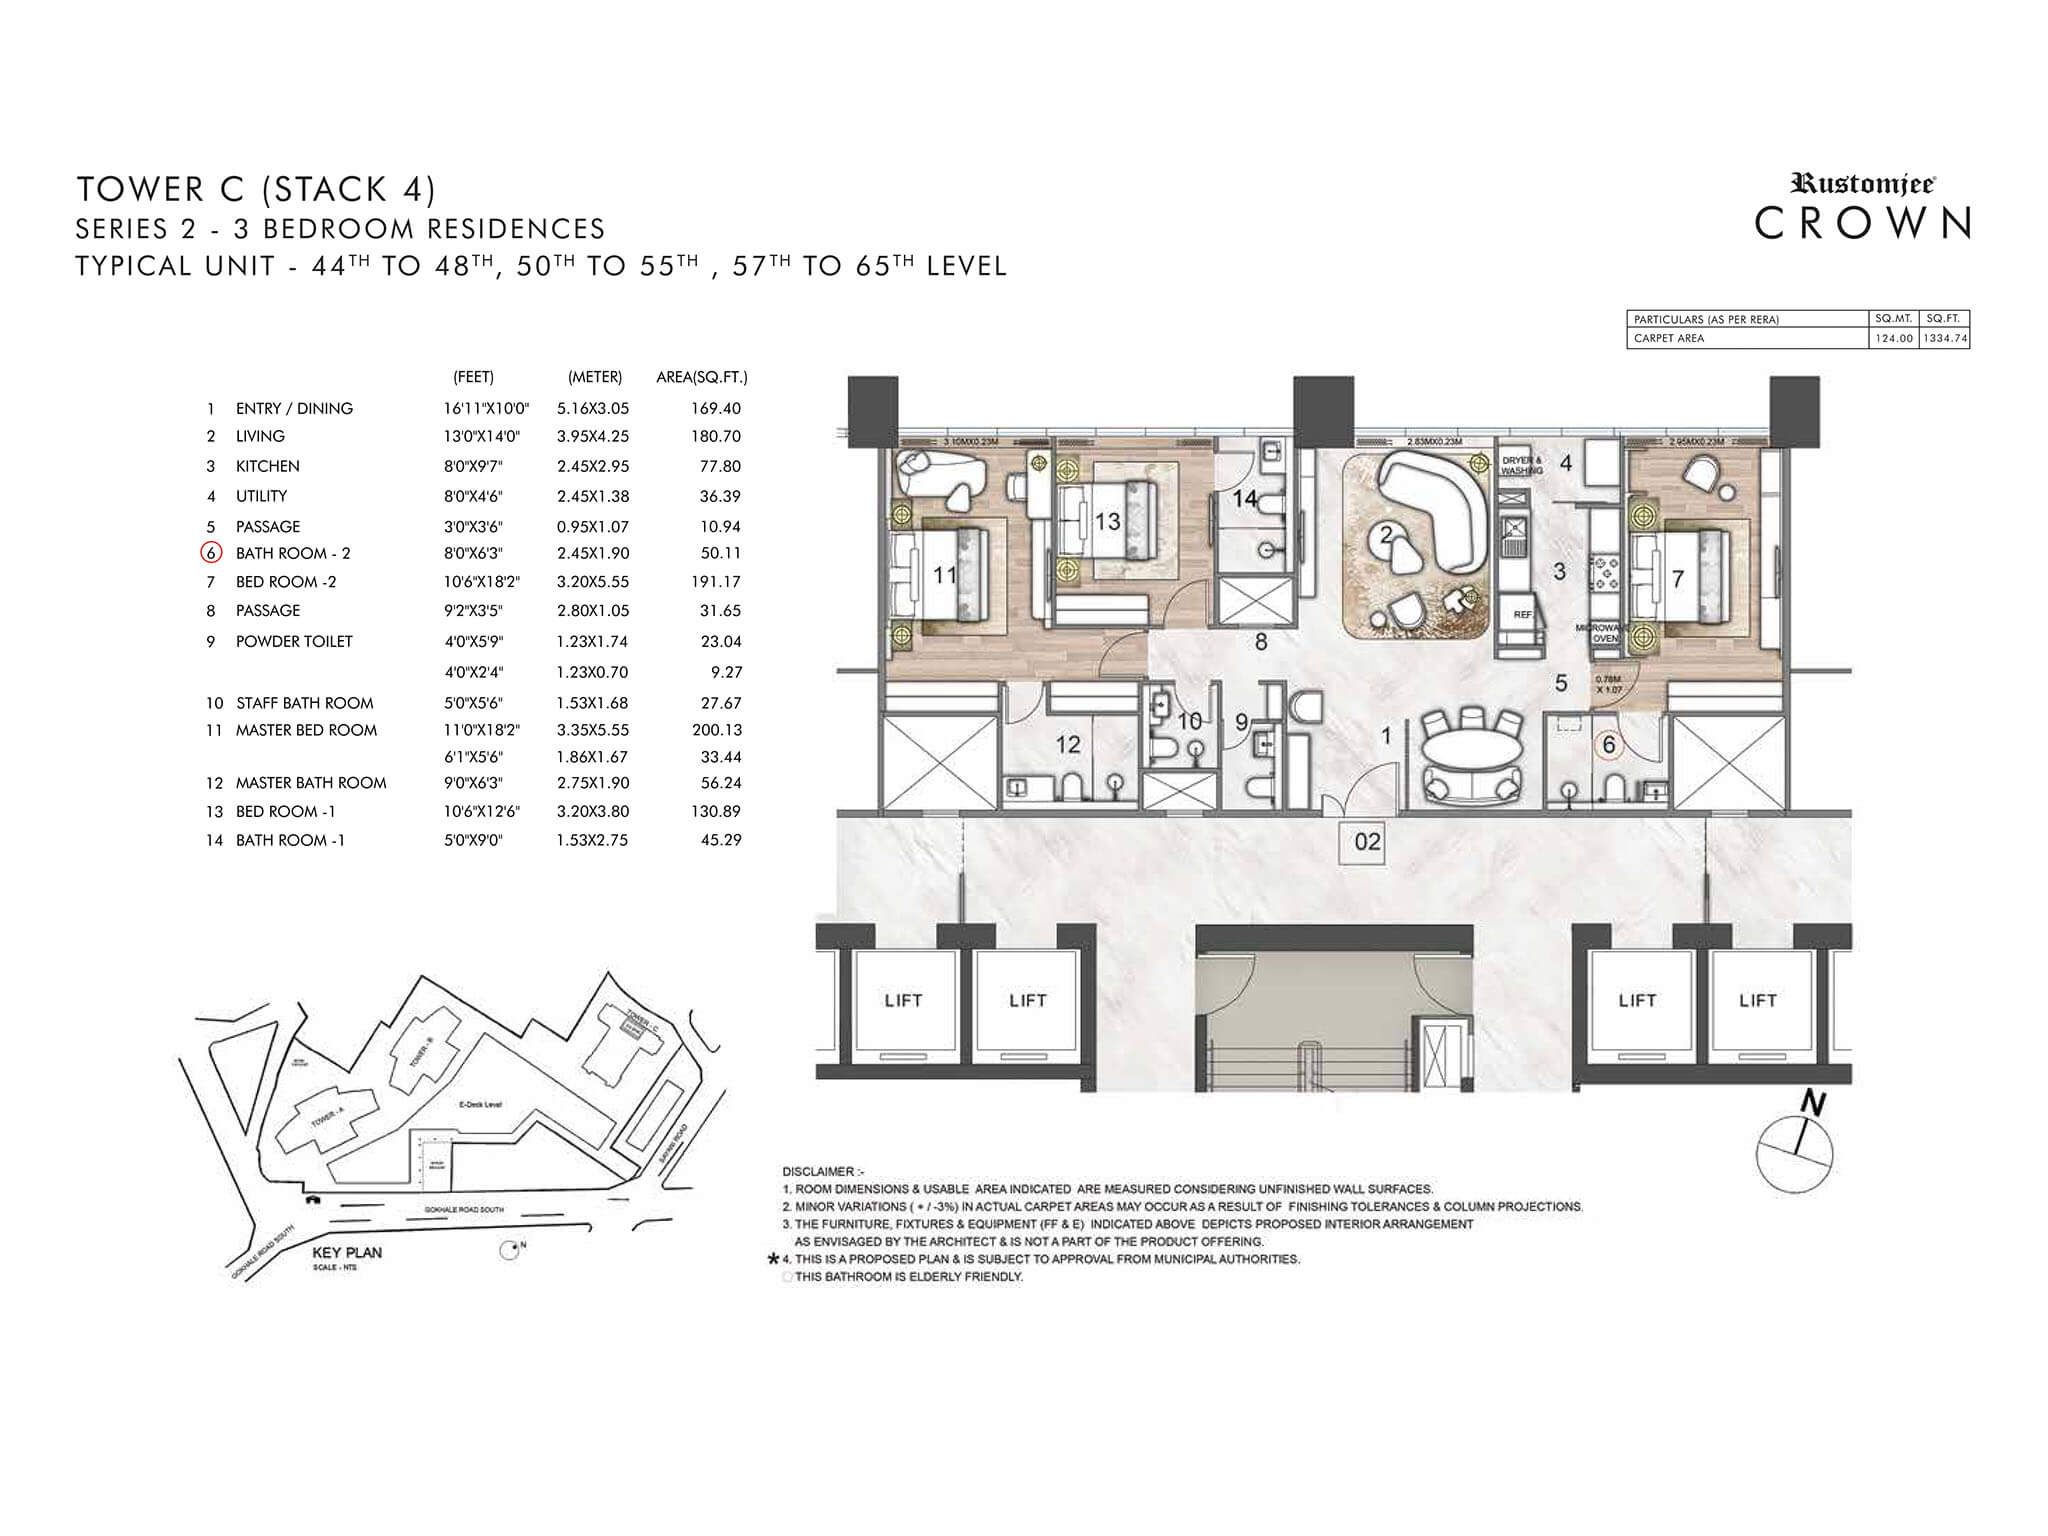 TOWER C (STACK 4)
SERIES 2 - 3 BEDROOM RESIDENCES
TYPICAL UNIT - 44TH TO 48TH, 50TH TO 55TH , 57TH TO 65TH LEVEL
Rustomjee
CROWN
PARTICULARS (AS PER RERA) SQ.MT. SQ.FT.
CARPET AREA 124.00 1334.74
(FEET) (METER) AREA(SQ.FT.)
1 ENTRY / DINING 16'11"X10'0" 5.16X3.05 169.40
2 LIVING 13'0"X14'0" 3.95X4.25 180.70
3 KITCHEN 8'0"X9'7" 2.45X2.95 77.80
4 UTILITY 8'0"X4'6" 2.45X1.38 36.39
5 PASSAGE 3'0"X3'6" 0.95X1.07 10.94
6 BATH ROOM - 2 8'0"X6'3" 2.45X1.90 50.11
7 BED ROOM -2 10'6"X18'2" 3.20X5.55 191.17
8 PASSAGE 9'2"X3'5" 2.80X1.05 31.65
9 POWDER TOILET 4'0"X5'9" 1.23X1.74 23.04
4'0"X2'4" 1.23X0.70 9.27
10 STAFF BATH ROOM 5'0"X5'6" 1.53X1.68 27.67
11 MASTER BED ROOM 11'0"X18'2" 3.35X5.55 200.13
6'1"X5'6" 1.86X1.67 33.44
12 MASTER BATH ROOM 9'0"X6'3" 2.75X1.90 56.24
13 BED ROOM -1 10'6"X12'6" 3.20X3.80 130.89
14 BATH ROOM -1 5'0"X9'0" 1.53X2.75 45.29
3.10MX0.23M
2.83MX0.23M
2.95MX0.23M
DRYER &
WASHING
4
14
13
2
11
3
7
REF.
MICROWAVE
OVEN
8
5
0.78M
X 1.07
10
9
1
12
6
02
LIFT
LIFT
LIFT
LIFT
N
TOWER - C
TOWER - B
TOWER - A
E-Deck Level
SAYANI ROAD
GOKHALE ROAD SOUTH
GOKHALE ROAD SOUTH
KEY PLAN
SCALE - NTS
N
DISCLAIMER :-
1. ROOM DIMENSIONS & USABLE AREA INDICATED ARE MEASURED CONSIDERING UNFINISHED WALL SURFACES.
2. MINOR VARIATIONS ( + / -3%) IN ACTUAL CARPET AREAS MAY OCCUR AS A RESULT OF FINISHING TOLERANCES & COLUMN PROJECTIONS.
3. THE FURNITURE, FIXTURES & EQUIPMENT (FF & E) INDICATED ABOVE DEPICTS PROPOSED INTERIOR ARRANGEMENT
AS ENVISAGED BY THE ARCHITECT & IS NOT A PART OF THE PRODUCT OFFERING.
* 4. THIS IS A PROPOSED PLAN & IS SUBJECT TO APPROVAL FROM MUNICIPAL AUTHORITIES.
THIS BATHROOM IS ELDERLY FRIENDLY.